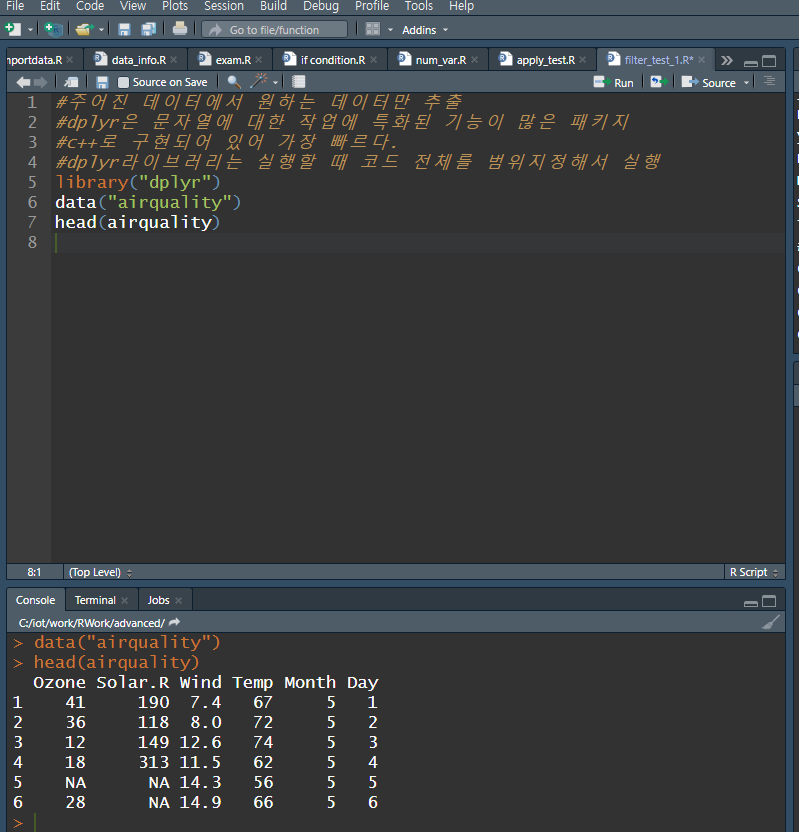 File Edit Code View Plots Session Build Debug Profile Tools Help
Go to file/function Addins
nportdata.R data_info.R exam.R if condition.R num_var.R apply_test.R filter_test_1.R*
Source on Save Run Source
1 #주어진 데이터에서 원하는 데이터만 추출
2 #dplyr은 문자열에 대한 작업에 특화된 기능이 많은 패키지
3 #c++로 구현되어 있어 가장 빠르다.
4 #dplyr라이브러리는 실행할 때 코드 전체를 범위지정해서 실행
5 library("dplyr")
6 data("airquality")
7 head(airquality)
8
8:1 (Top Level) R Script
Console Terminal Jobs
C:/iot/work/RWork/advanced/
> data("airquality")
> head(airquality)
Ozone Solar.R Wind Temp Month Day
1 41 190 7.4 67 5 1
2 36 118 8.0 72 5 2
3 12 149 12.6 74 5 3
4 18 313 11.5 62 5 4
5 NA NA 14.3 56 5 5
6 28 NA 14.9 66 5 6
>